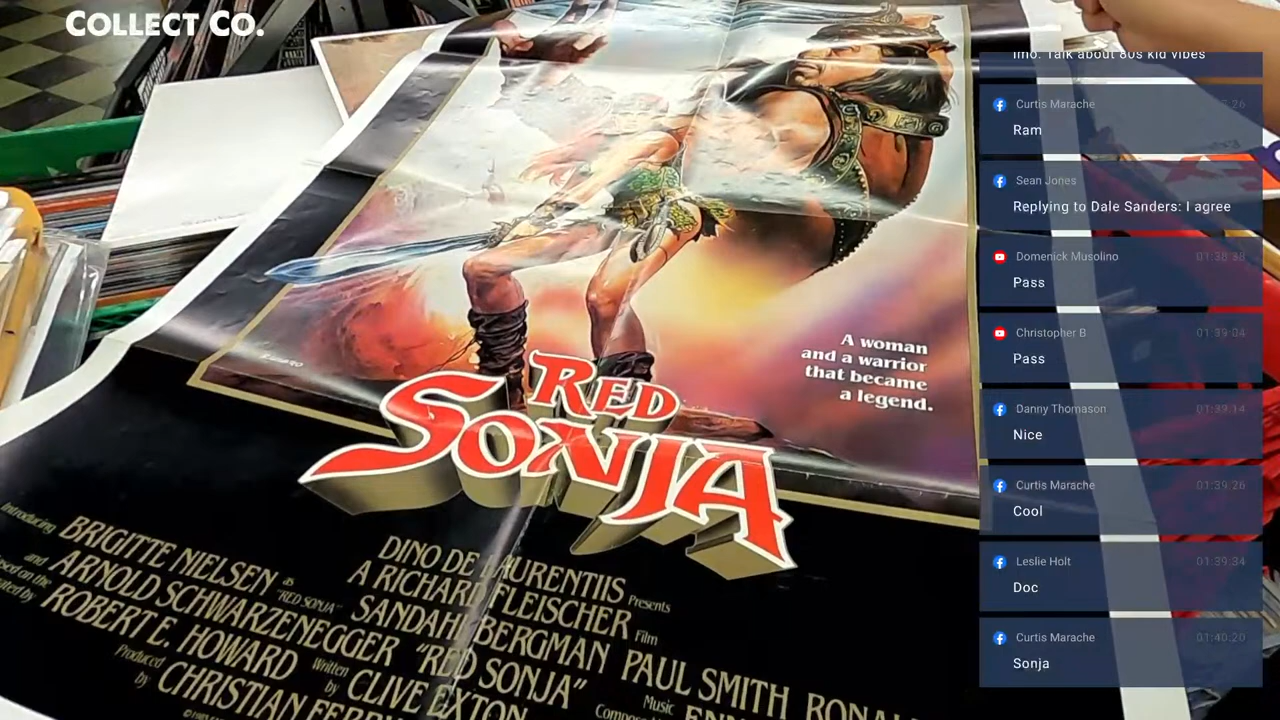 COLLECT CO.
imo. Talk about 80s kid vibes
Curtis Marache
Ram
Sean Jones
Replying to Dale Sanders: I agree
Domenick Musolino 01:38:38
Pass
Christopher B 01:39:04
Pass
Danny Thomason 01:39:14
Nice
Curtis Marache 01:39:26
Cool
Leslie Holt 01:39:34
Doc
Curtis Marache 01:40:20
Sonja
A woman
and a warrior
that became
a legend.
RED
SONJA
Introducing BRIGITTE NIELSEN as "RED SONJA"
and ARNOLD SCHWARZENEGGER
Based on the
ROBERT E. HOWARD
Written by CLIVE EXTON
Produced by CHRISTIAN
DINO DE LAURENTIIS Presents
A RICHARD FLEISCHER Film
SANDAHL BERGMAN PAUL SMITH
"RED SONJA"
Music